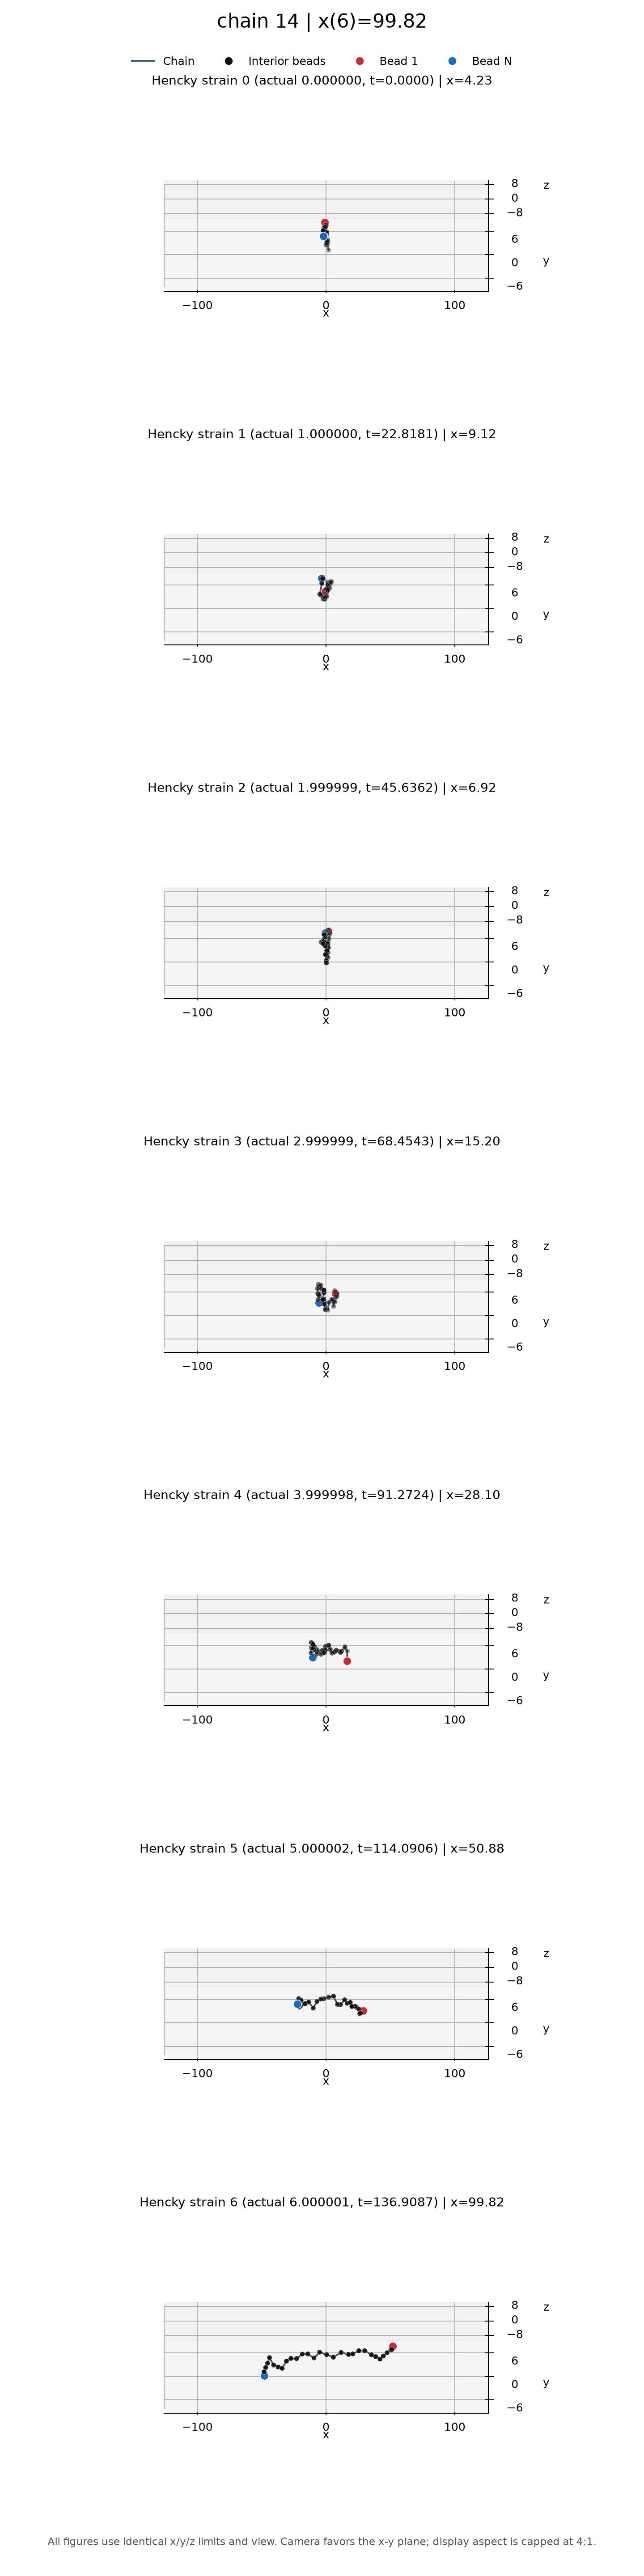 chain 14 | x(6)=99.82
Chain Interior beads Bead 1 Bead N
Hencky strain 0 (actual 0.000000, t=0.0000) | x=4.23
8 z
0
−8
6
0 y
−6
−100 0 100
x
Hencky strain 1 (actual 1.000000, t=22.8181) | x=9.12
8 z
0
−8
6
0 y
−6
−100 0 100
x
Hencky strain 2 (actual 1.999999, t=45.6362) | x=6.92
8 z
0
−8
6
0 y
−6
−100 0 100
x
Hencky strain 3 (actual 2.999999, t=68.4543) | x=15.20
8 z
0
−8
6
0 y
−6
−100 0 100
x
Hencky strain 4 (actual 3.999998, t=91.2724) | x=28.10
8 z
0
−8
6
0 y
−6
−100 0 100
x
Hencky strain 5 (actual 5.000002, t=114.0906) | x=50.88
8 z
0
−8
6
0 y
−6
−100 0 100
x
Hencky strain 6 (actual 6.000001, t=136.9087) | x=99.82
8 z
0
−8
6
0 y
−6
−100 0 100
x
All figures use identical x/y/z limits and view. Camera favors the x-y plane; display aspect is capped at 4:1.